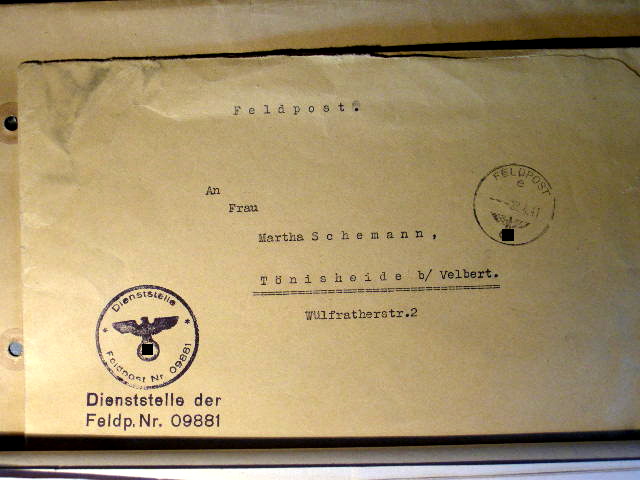 Feldpost.
FELDPOST
e
An
Frau
Martha Schemann,
Tönisheide b/ Velbert.
Wülfratherstr.2
Dienststelle
Feldpost Nr. 09881
Dienststelle der
Feldp. Nr. 09881